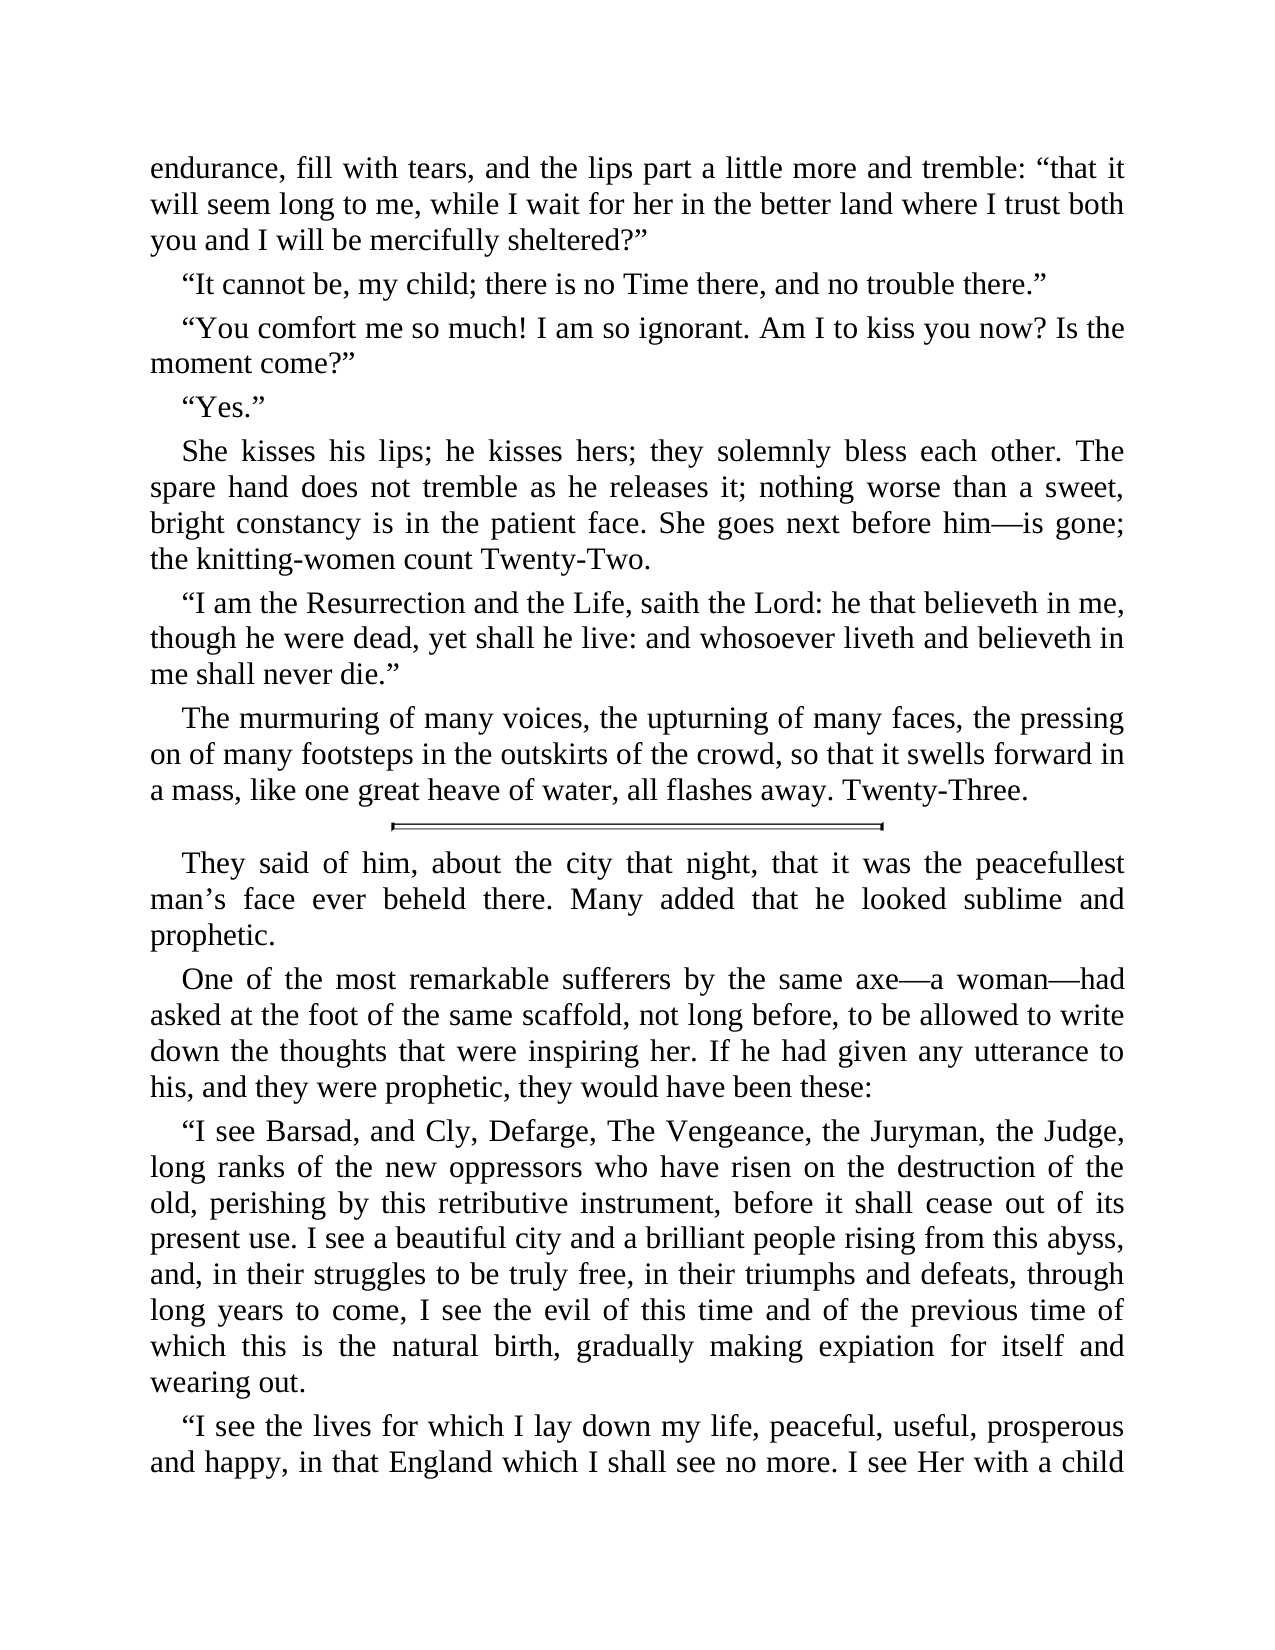 endurance, fill with tears, and the lips part a little more and tremble: “that it
will seem long to me, while I wait for her in the better land where I trust both
you and I will be mercifully sheltered?”
“It cannot be, my child; there is no Time there, and no trouble there.”
“You comfort me so much! I am so ignorant. Am I to kiss you now? Is the
moment come?”
“Yes.”
She kisses his lips; he kisses hers; they solemnly bless each other. The
spare hand does not tremble as he releases it; nothing worse than a sweet,
bright constancy is in the patient face. She goes next before him—is gone;
the knitting-women count Twenty-Two.
“I am the Resurrection and the Life, saith the Lord: he that believeth in me,
though he were dead, yet shall he live: and whosoever liveth and believeth in
me shall never die.”
The murmuring of many voices, the upturning of many faces, the pressing
on of many footsteps in the outskirts of the crowd, so that it swells forward in
a mass, like one great heave of water, all flashes away. Twenty-Three.
They said of him, about the city that night, that it was the peacefullest
man’s face ever beheld there. Many added that he looked sublime and
prophetic.
One of the most remarkable sufferers by the same axe—a woman—had
asked at the foot of the same scaffold, not long before, to be allowed to write
down the thoughts that were inspiring her. If he had given any utterance to
his, and they were prophetic, they would have been these:
“I see Barsad, and Cly, Defarge, The Vengeance, the Juryman, the Judge,
long ranks of the new oppressors who have risen on the destruction of the
old, perishing by this retributive instrument, before it shall cease out of its
present use. I see a beautiful city and a brilliant people rising from this abyss,
and, in their struggles to be truly free, in their triumphs and defeats, through
long years to come, I see the evil of this time and of the previous time of
which this is the natural birth, gradually making expiation for itself and
wearing out.
“I see the lives for which I lay down my life, peaceful, useful, prosperous
and happy, in that England which I shall see no more. I see Her with a child